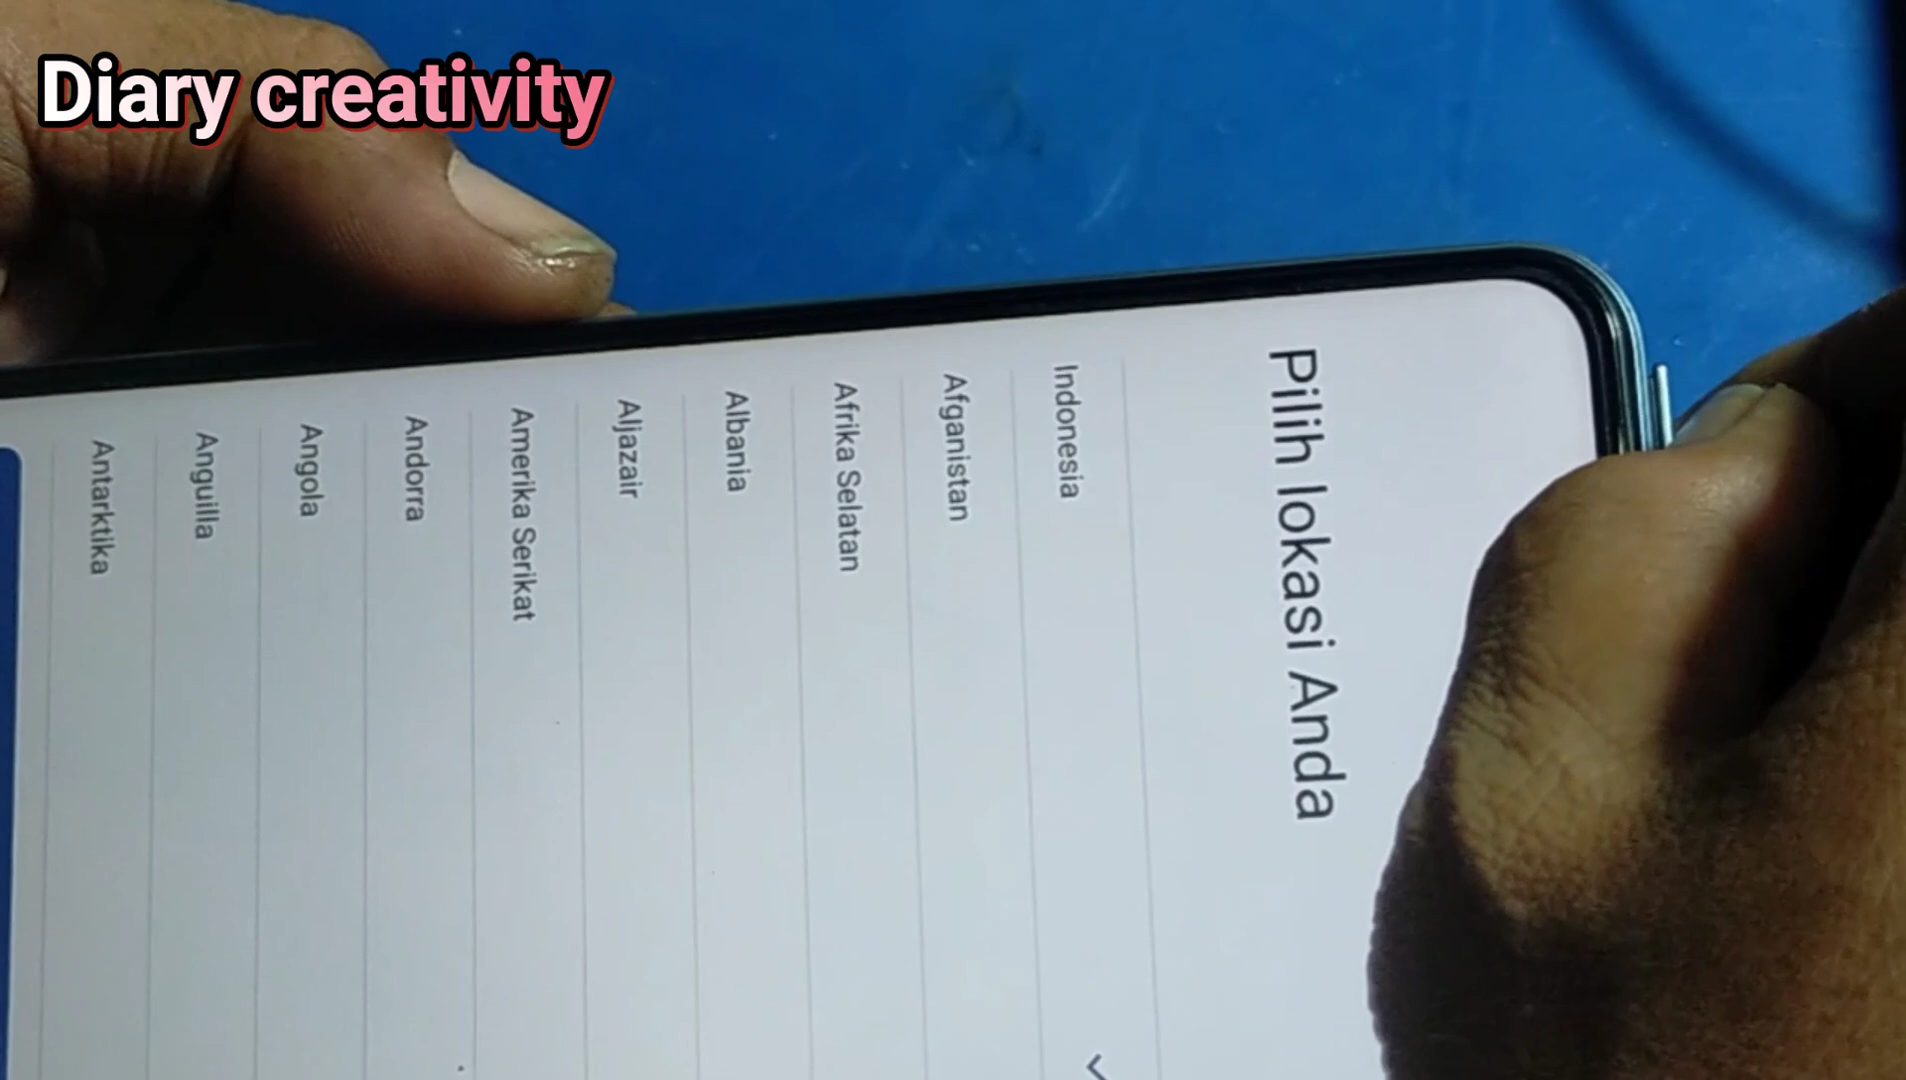 Diary creativity
Pilih lokasi Anda
Indonesia
Afganistan
Afrika Selatan
Albania
Aljazair
Amerika Serikat
Andorra
Angola
Anguilla
Antarktika